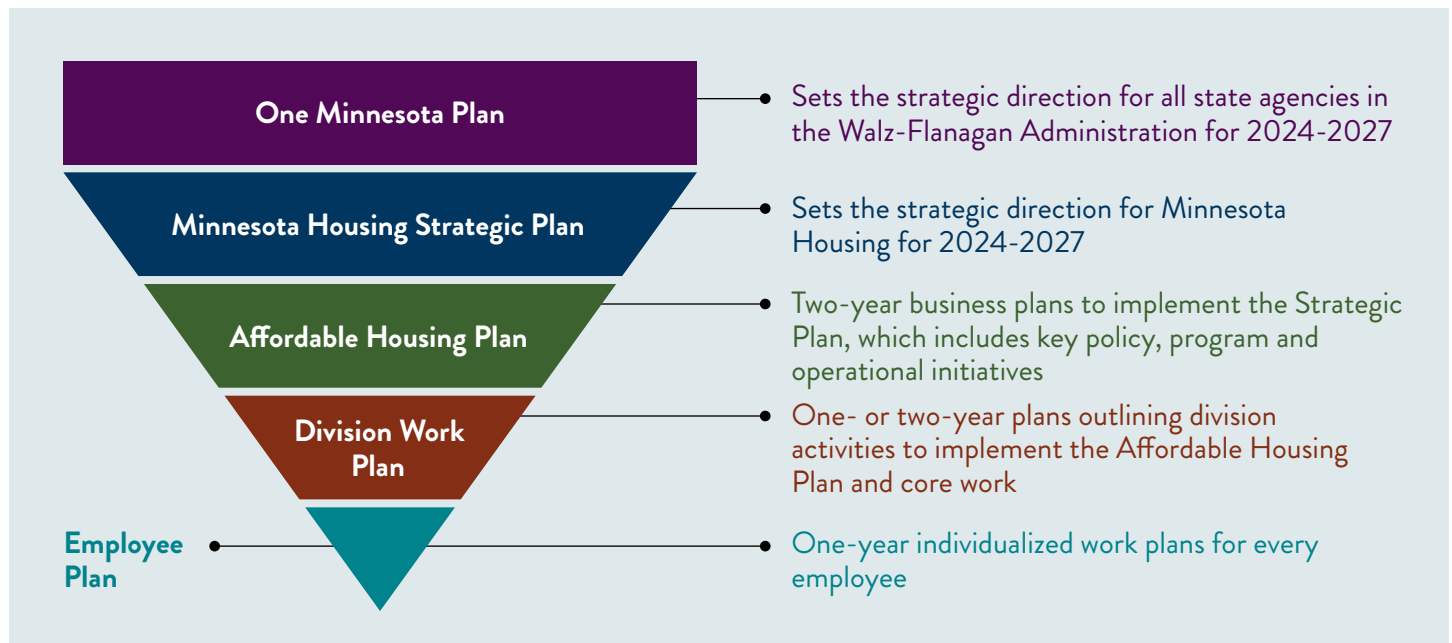 One Minnesota Plan
Sets the strategic direction for all state agencies in
the Walz-Flanagan Administration for 2024-2027
Minnesota Housing Strategic Plan
Sets the strategic direction for Minnesota
Housing for 2024-2027
Affordable Housing Plan
Two-year business plans to implement the Strategic
Plan, which includes key policy, program and
operational initiatives
Division Work
Plan
One- or two-year plans outlining division
activities to implement the Affordable Housing
Plan and core work
Employee
Plan
One-year individualized work plans for every
employee